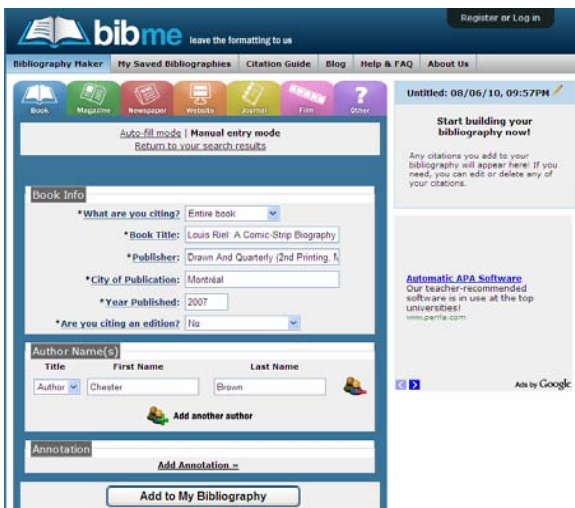 Register or Log in
bibme leave the formatting to us
Bibliography Maker My Saved Bibliographies Citation Guide Blog Help & FAQ About Us
Book Magazine Newspaper Website Journal Film Other
Auto-fill mode | Manual entry mode
Return to your search results
Book Info
*What are you citing? Entire book
*Book Title: Louis Riel: A Comic-Strip Biography
*Publisher: Drawn And Quarterly (2nd Printing, M
*City of Publication: Montréal
*Year Published: 2007
*Are you citing an edition? No
Author Name(s)
Title First Name Last Name
Author Chester Brown
Add another author
Annotation
Add Annotation »
Add to My Bibliography
Untitled: 08/06/10, 09:57PM
Start building your
bibliography now!
Any citations you add to your
bibliography will appear here! If you
need, you can edit or delete any of
your citations.
Automatic APA Software
Our teacher-recommended
software is in use at the top
universities!
www.perrla.com
Ads by Google